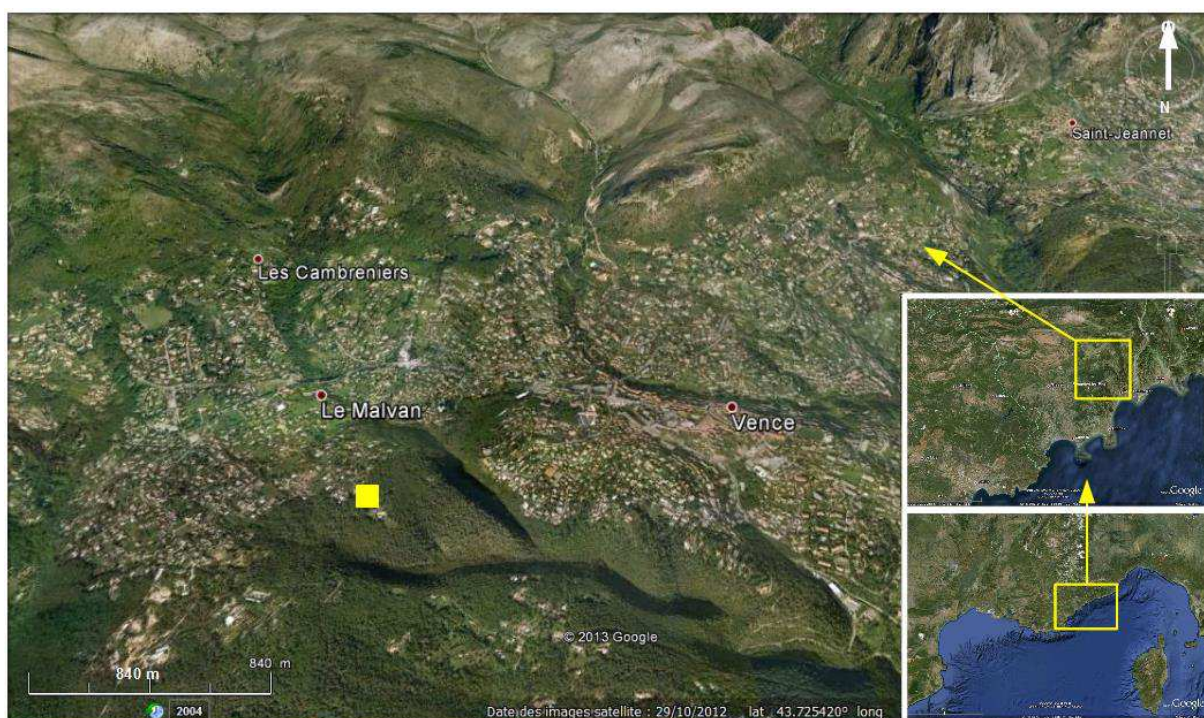 N
Saint-Jeannet
Les Cambreniers
Le Malvan
Vence
Google
Google
© 2013 Google
840 m
840 m
2004
Date des images satellite : 29/10/2012 lat 43.725420° long